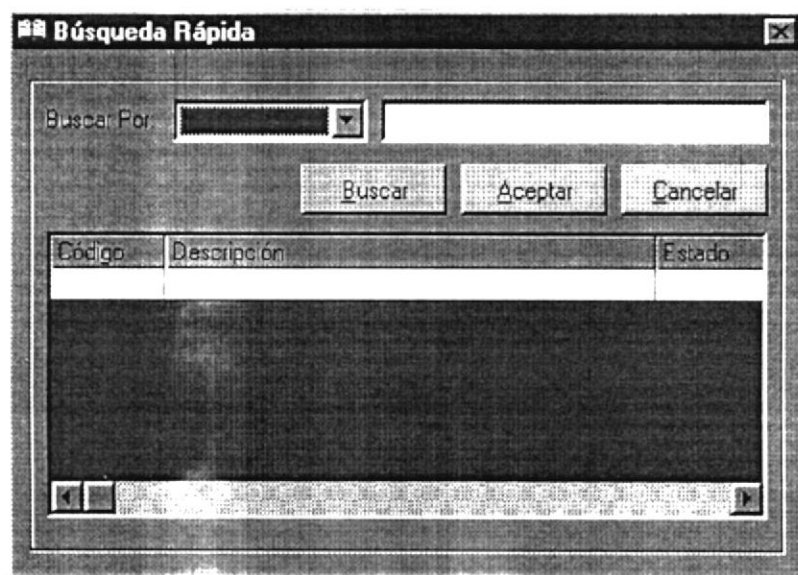 Búsqueda Rápida
Buscar Por:
Buscar Aceptar Cancelar
Código Descripción Estado